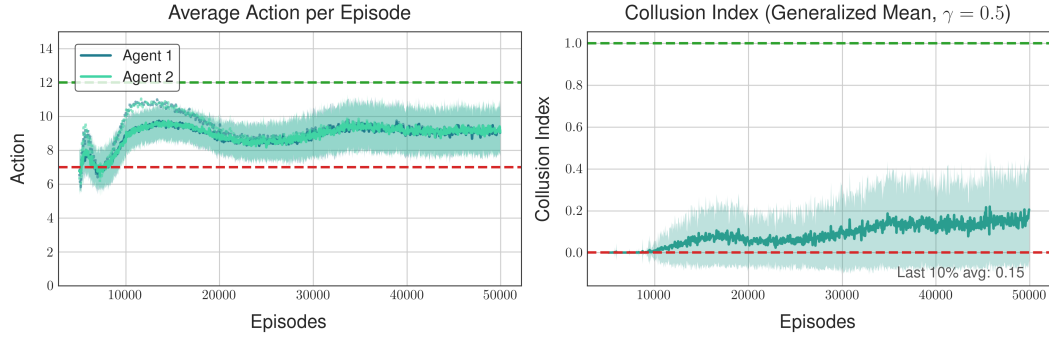 Average Action per Episode
Agent 1
Agent 2
Action
14
12
10
8
6
4
2
0
10000
20000
30000
40000
50000
Episodes
Collusion Index (Generalized Mean, γ = 0.5)
Collusion Index
1.0
0.8
0.6
0.4
0.2
0.0
Last 10% avg: 0.15
10000
20000
30000
40000
50000
Episodes